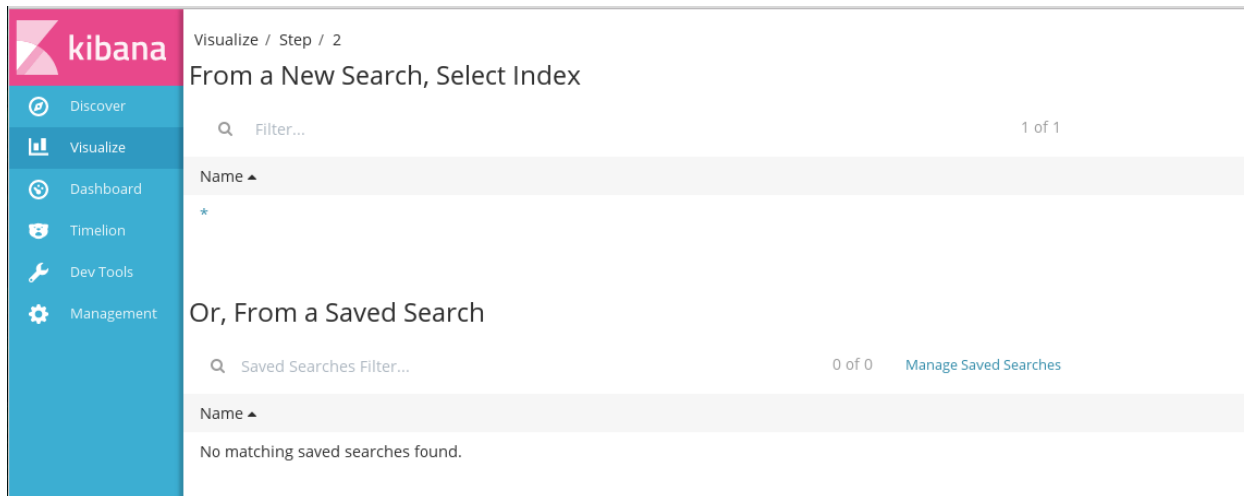 kibana
Discover
Visualize
Dashboard
Timelion
Dev Tools
Management
Visualize / Step / 2
From a New Search, Select Index
Filter... 1 of 1
Name
*
Or, From a Saved Search
Saved Searches Filter... 0 of 0 Manage Saved Searches
Name
No matching saved searches found.